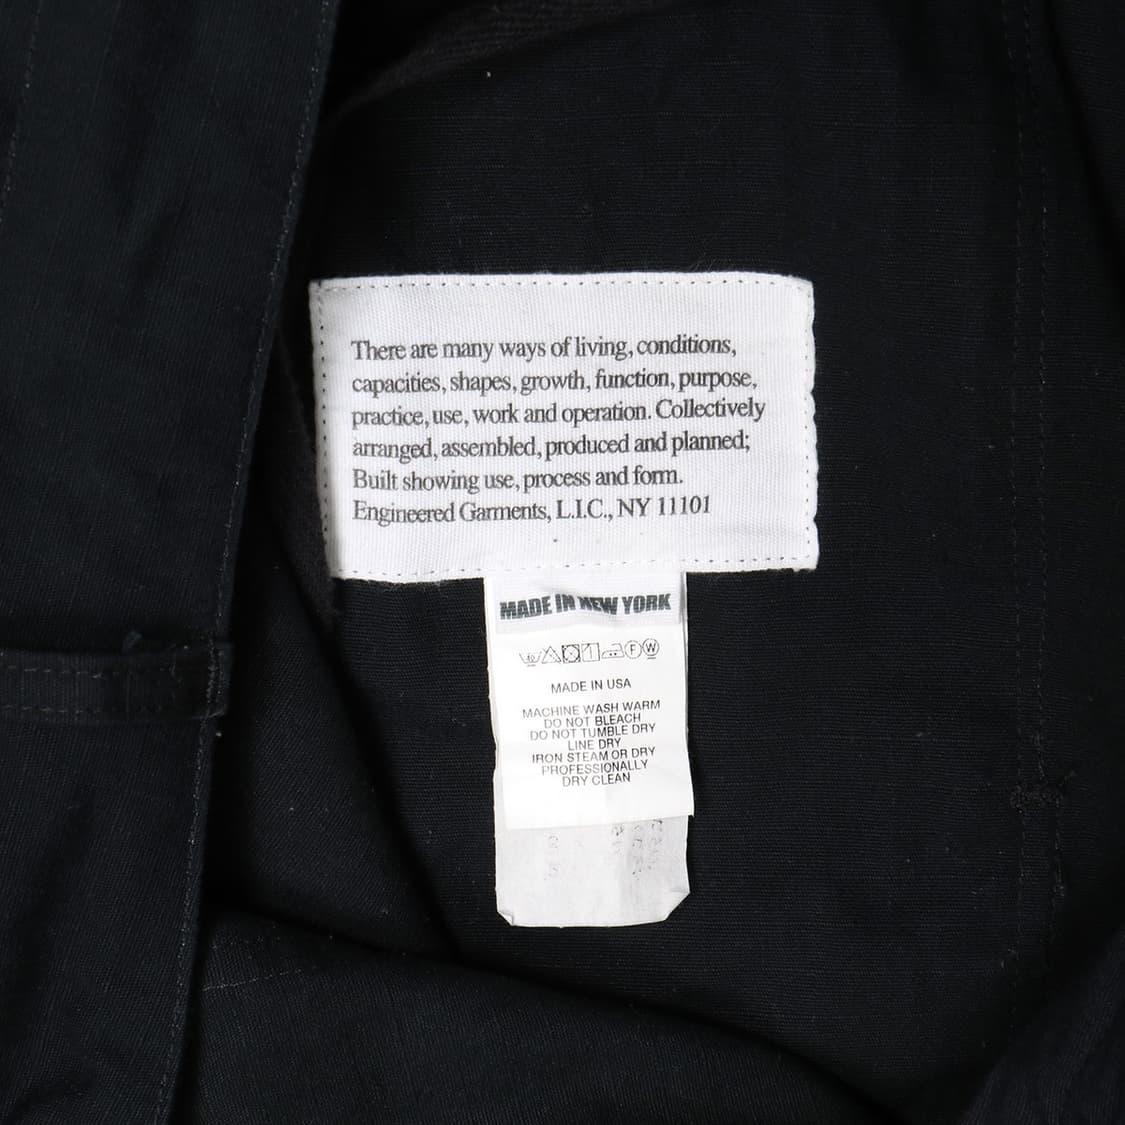 There are many ways of living, conditions,
capacities, shapes, growth, function, purpose,
practice, use, work and operation. Collectively
arranged, assembled, produced and planned;
Built showing use, process and form.
Engineered Garments, L.I.C., NY 11101
MADE IN NEW YORK
F W
MADE IN USA
MACHINE WASH WARM
DO NOT BLEACH
DO NOT TUMBLE DRY
LINE DRY
IRON STEAM OR DRY
PROFESSIONALLY
DRY CLEAN